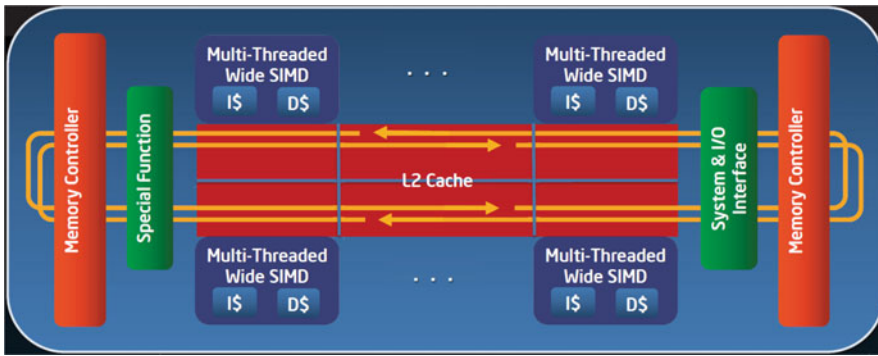 Memory Controller
Special Function
Multi-Threaded
Wide SIMD
I$ D$
. . .
Multi-Threaded
Wide SIMD
I$ D$
L2 Cache
Multi-Threaded
Wide SIMD
I$ D$
. . .
Multi-Threaded
Wide SIMD
I$ D$
System & I/O
Interface
Memory Controller